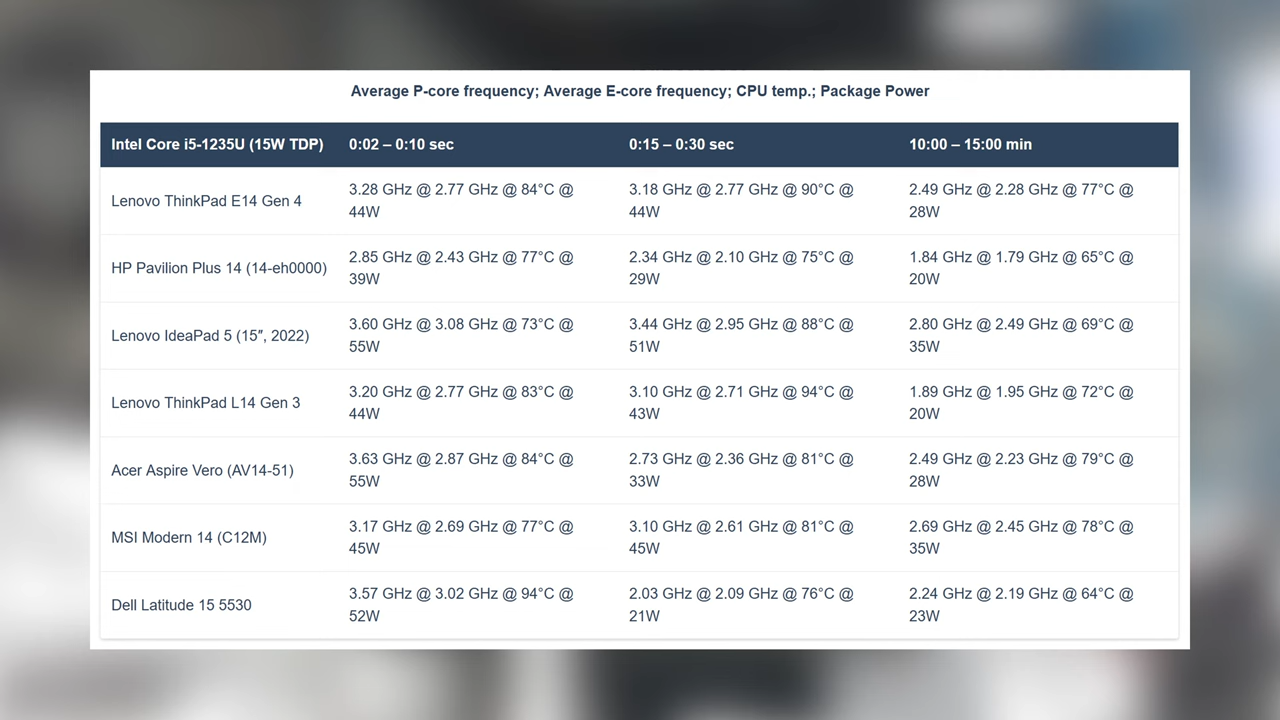 Average P-core frequency; Average E-core frequency; CPU temp.; Package Power
Intel Core i5-1235U (15W TDP) 0:02 – 0:10 sec 0:15 – 0:30 sec 10:00 – 15:00 min
Lenovo ThinkPad E14 Gen 4 3.28 GHz @ 2.77 GHz @ 84°C @ 44W 3.18 GHz @ 2.77 GHz @ 90°C @ 44W 2.49 GHz @ 2.28 GHz @ 77°C @ 28W
HP Pavilion Plus 14 (14-eh0000) 2.85 GHz @ 2.43 GHz @ 77°C @ 39W 2.34 GHz @ 2.10 GHz @ 75°C @ 29W 1.84 GHz @ 1.79 GHz @ 65°C @ 20W
Lenovo IdeaPad 5 (15″, 2022) 3.60 GHz @ 3.08 GHz @ 73°C @ 55W 3.44 GHz @ 2.95 GHz @ 88°C @ 51W 2.80 GHz @ 2.49 GHz @ 69°C @ 35W
Lenovo ThinkPad L14 Gen 3 3.20 GHz @ 2.77 GHz @ 83°C @ 44W 3.10 GHz @ 2.71 GHz @ 94°C @ 43W 1.89 GHz @ 1.95 GHz @ 72°C @ 20W
Acer Aspire Vero (AV14-51) 3.63 GHz @ 2.87 GHz @ 84°C @ 55W 2.73 GHz @ 2.36 GHz @ 81°C @ 33W 2.49 GHz @ 2.23 GHz @ 79°C @ 28W
MSI Modern 14 (C12M) 3.17 GHz @ 2.69 GHz @ 77°C @ 45W 3.10 GHz @ 2.61 GHz @ 81°C @ 45W 2.69 GHz @ 2.45 GHz @ 78°C @ 35W
Dell Latitude 15 5530 3.57 GHz @ 3.02 GHz @ 94°C @ 52W 2.03 GHz @ 2.09 GHz @ 76°C @ 21W 2.24 GHz @ 2.19 GHz @ 64°C @ 23W